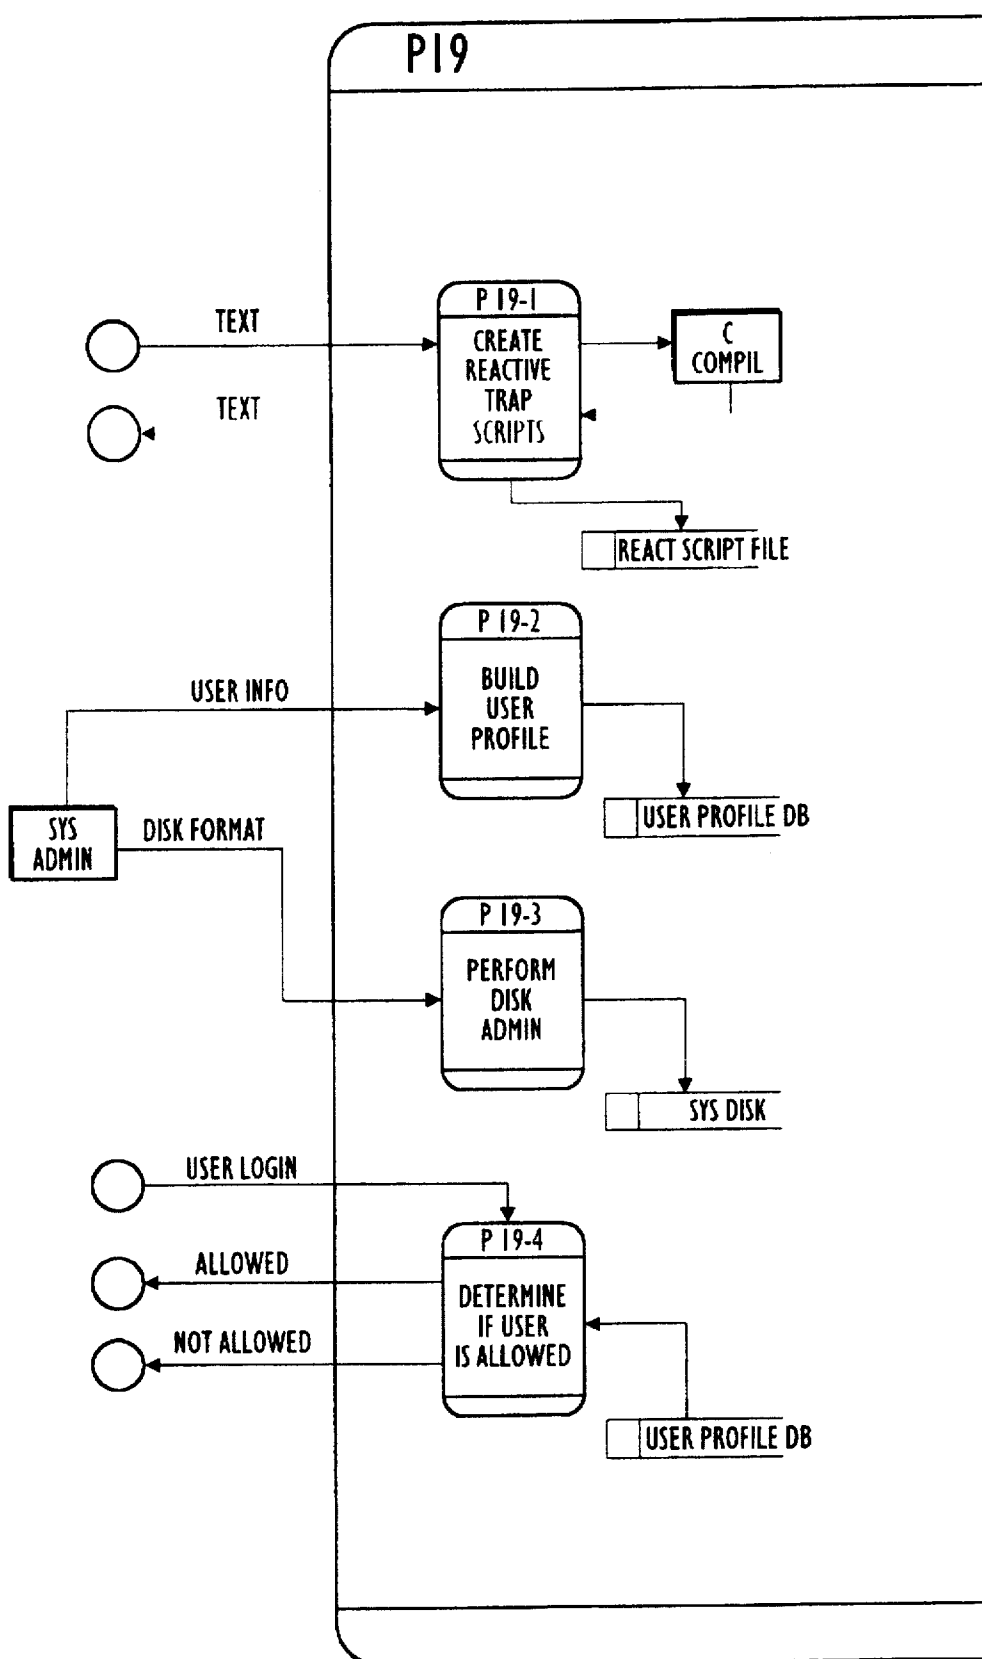 P19
P 19-1
TEXT
CREATE
REACTIVE
TRAP
SCRIPTS
C
COMPIL
TEXT
REACT SCRIPT FILE
P 19-2
USER INFO
BUILD
USER
PROFILE
SYS
ADMIN
DISK FORMAT
USER PROFILE DB
P 19-3
PERFORM
DISK
ADMIN
SYS DISK
USER LOGIN
P 19-4
ALLOWED
DETERMINE
IF USER
IS ALLOWED
NOT ALLOWED
USER PROFILE DB